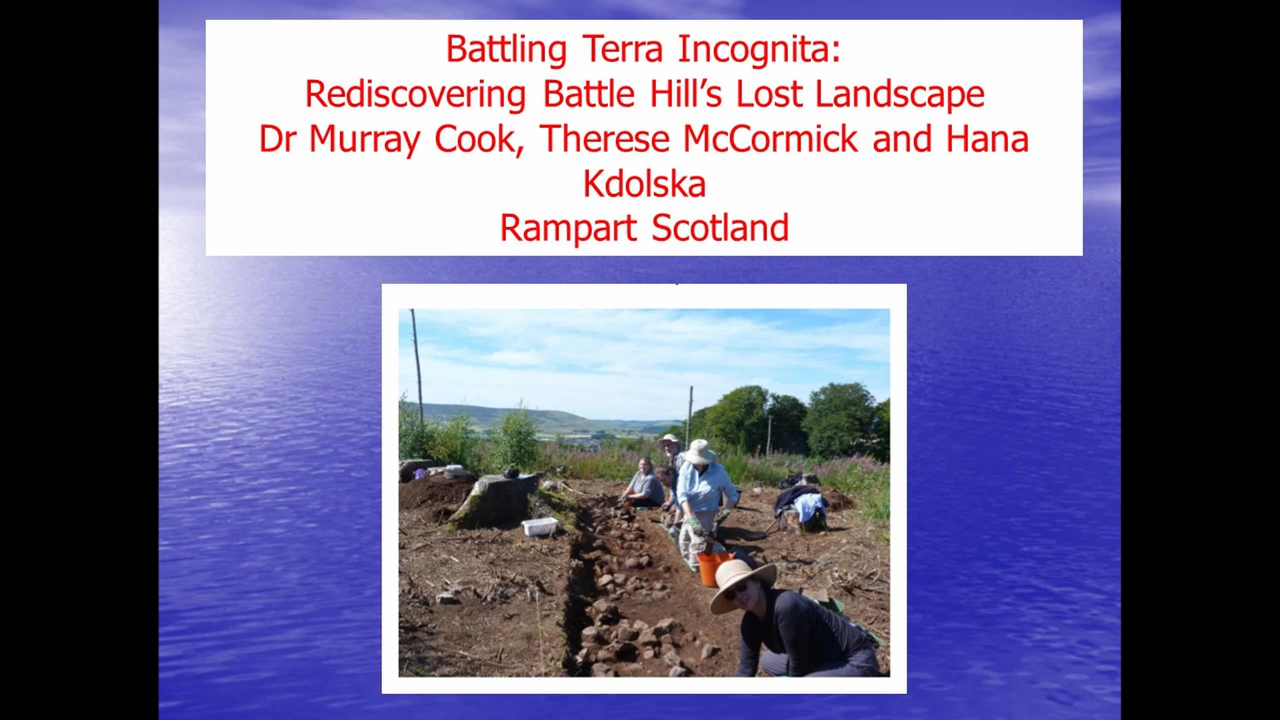 Battling Terra Incognita:
Rediscovering Battle Hill’s Lost Landscape
Dr Murray Cook, Therese McCormick and Hana
Kdolska
Rampart Scotland